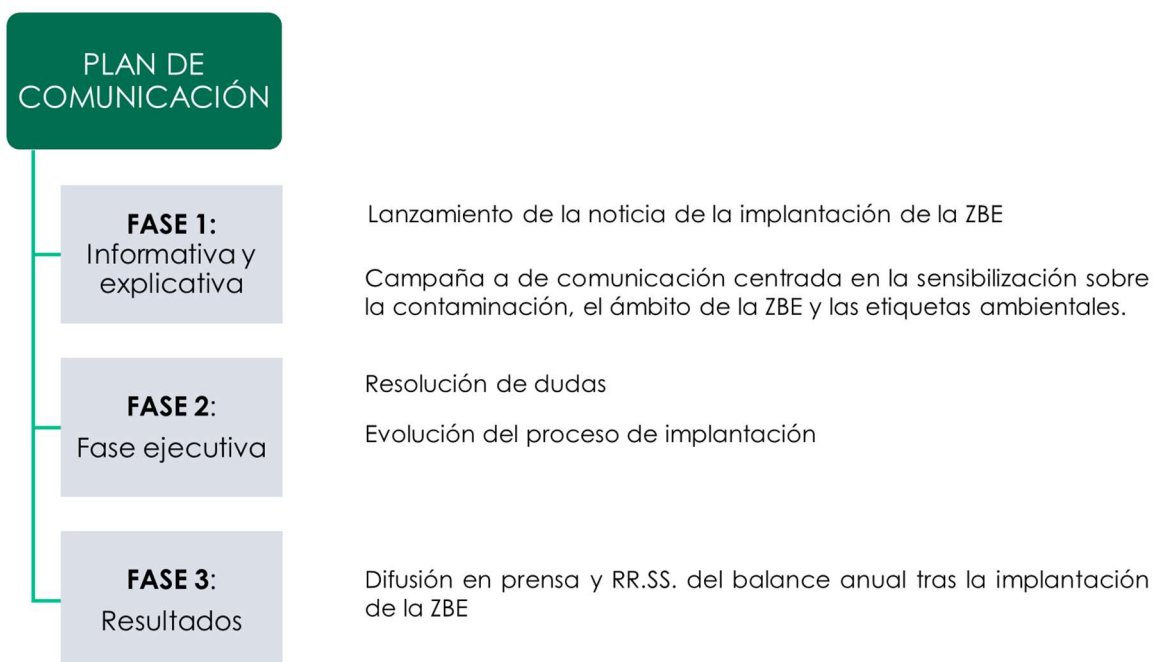 PLAN DE
COMUNICACIÓN
FASE 1:
Informativa y
explicativa
Lanzamiento de la noticia de la implantación de la ZBE
Campaña a de comunicación centrada en la sensibilización sobre
la contaminación, el ámbito de la ZBE y las etiquetas ambientales.
FASE 2:
Fase ejecutiva
Resolución de dudas
Evolución del proceso de implantación
FASE 3:
Resultados
Difusión en prensa y RR.SS. del balance anual tras la implantación
de la ZBE